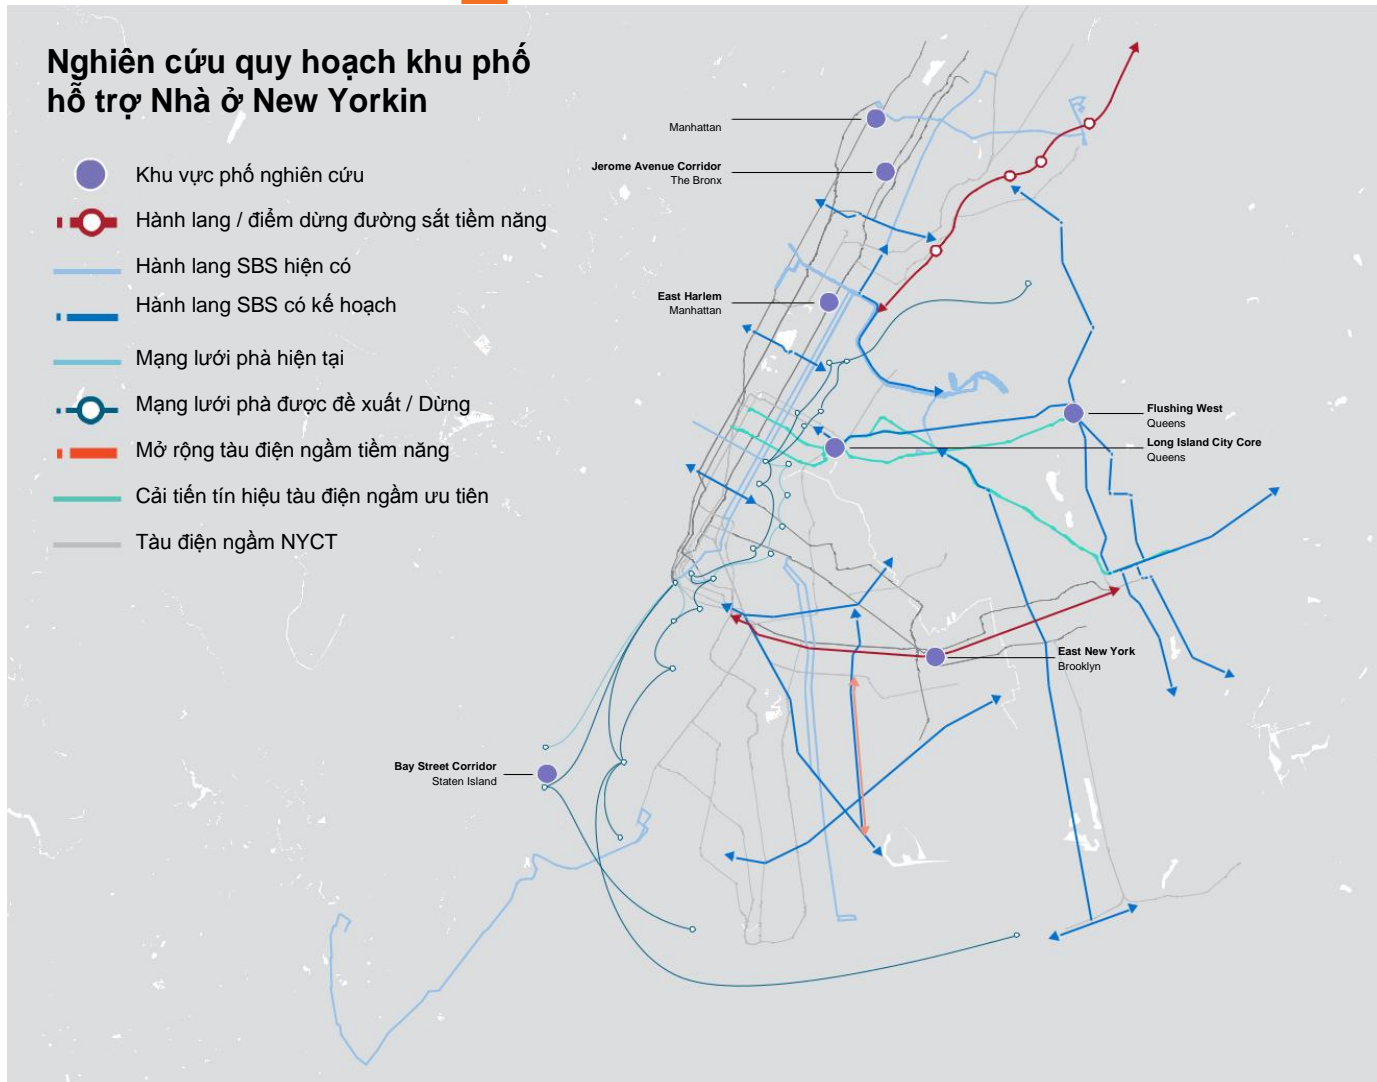 Nghiên cứu quy hoạch khu phố
hỗ trợ Nhà ở New Yorkin
Khu vực phố nghiên cứu
Hành lang / điểm dừng đường sắt tiềm năng
Hành lang SBS hiện có
Hành lang SBS có kế hoạch
Mạng lưới phà hiện tại
Mạng lưới phà được đề xuất / Dừng
Mở rộng tàu điện ngầm tiềm năng
Cải tiến tín hiệu tàu điện ngầm ưu tiên
Tàu điện ngầm NYCT
Manhattan
Jerome Avenue Corridor
The Bronx
East Harlem
Manhattan
Flushing West
Queens
Long Island City Core
Queens
East New York
Brooklyn
Bay Street Corridor
Staten Island